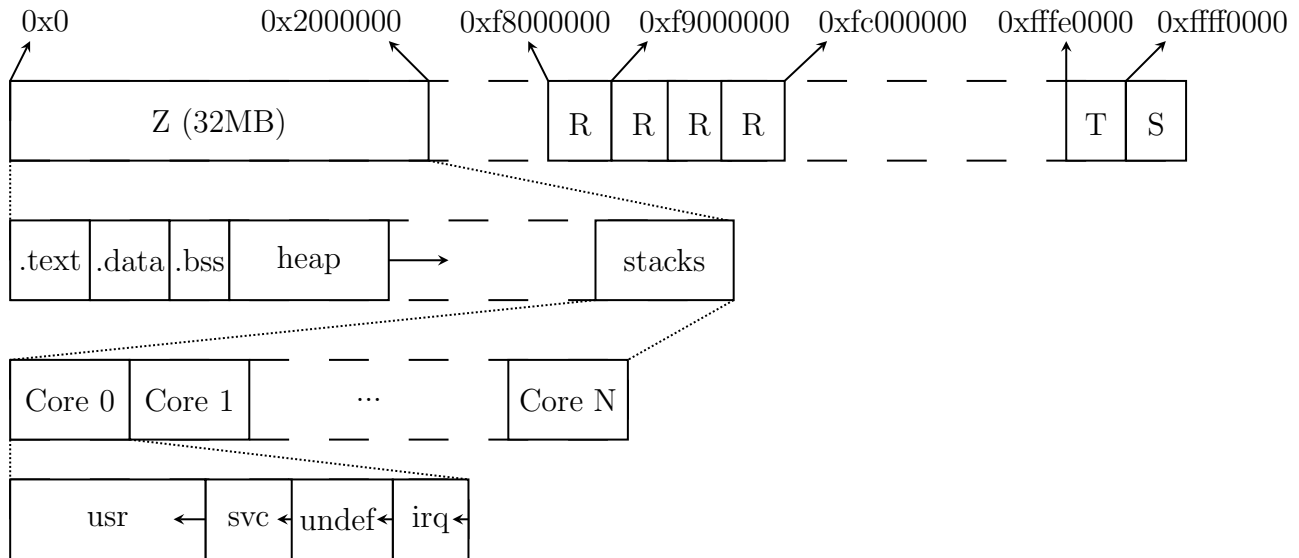 0x0 0x2000000 0xf8000000 0xf9000000 0xfc000000 0xfffe0000 0xffff0000
Z (32MB) R R R R T S
.text .data .bss heap stacks
Core 0 Core 1 ... Core N
usr svc undef irq